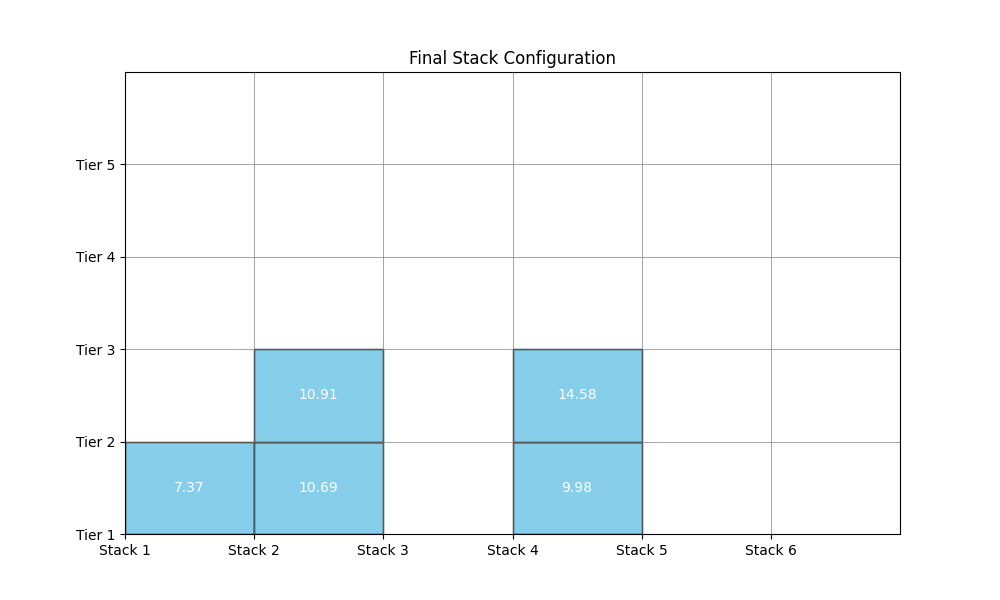 Final Stack Configuration
Tier 5
Tier 4
Tier 3
10.91 14.58
Tier 2
7.37 10.69 9.98
Tier 1
Stack 1 Stack 2 Stack 3 Stack 4 Stack 5 Stack 6